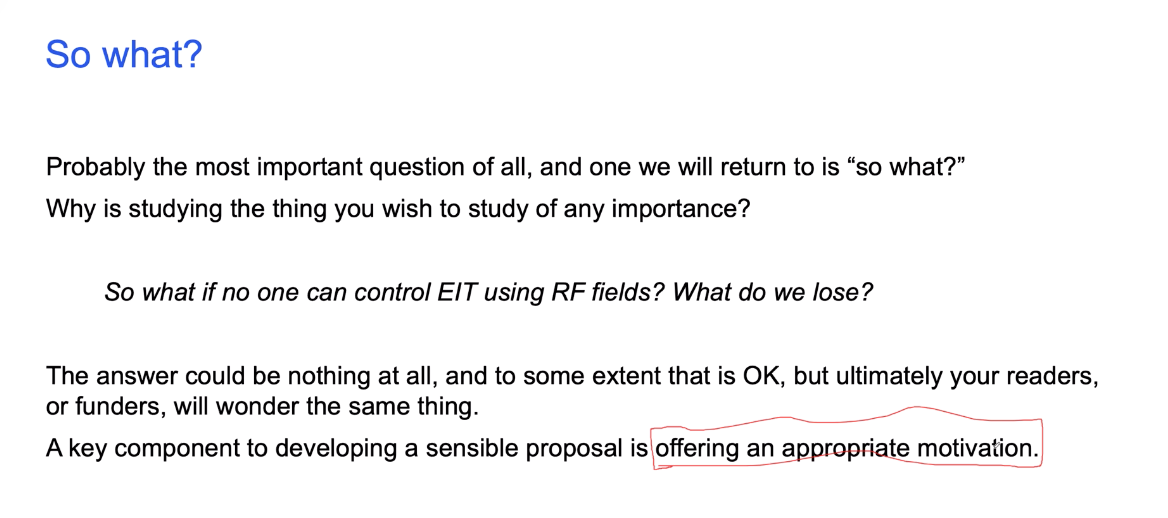 So what?
Probably the most important question of all, and one we will return to is “so what?”
Why is studying the thing you wish to study of any importance?
So what if no one can control EIT using RF fields? What do we lose?
The answer could be nothing at all, and to some extent that is OK, but ultimately your readers,
or funders, will wonder the same thing.
A key component to developing a sensible proposal is offering an appropriate motivation.